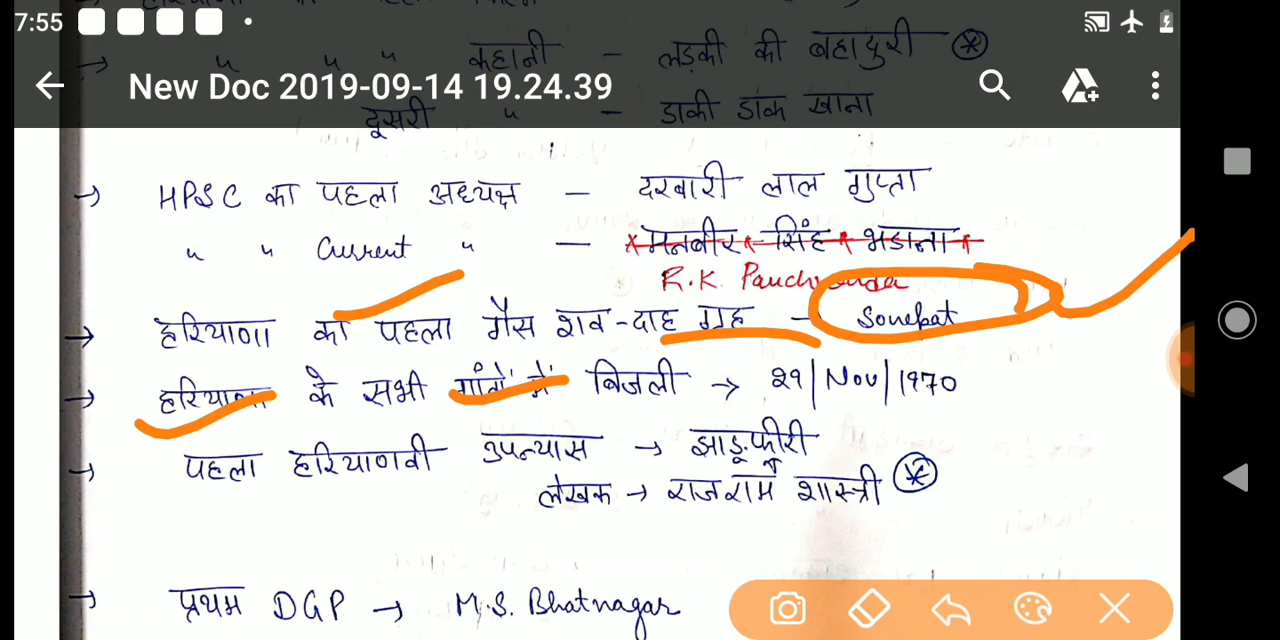 7:55
" " " कहानी - लड़की की बहादुरी
New Doc 2019-09-14 19.24.39
दूसरी " - डाकी डाक खाना
→ HPSC का पहला अध्यक्ष - दरबारी लाल गुप्ता
" " Current " - मनबीर सिंह भडाना
R.K. Pachnanda
→ हरियाणा का पहला गैस शव-दाह ग्रह - Sonepat
→ हरियाणा के सभी गांवों में बिजली → 29/Nov/1970
→ पहला हरियाणवी उपन्यास → झाड़ूफीरी
लेखक → राजाराम शास्त्री
→ प्रथम DGP → M.S. Bhatnagar